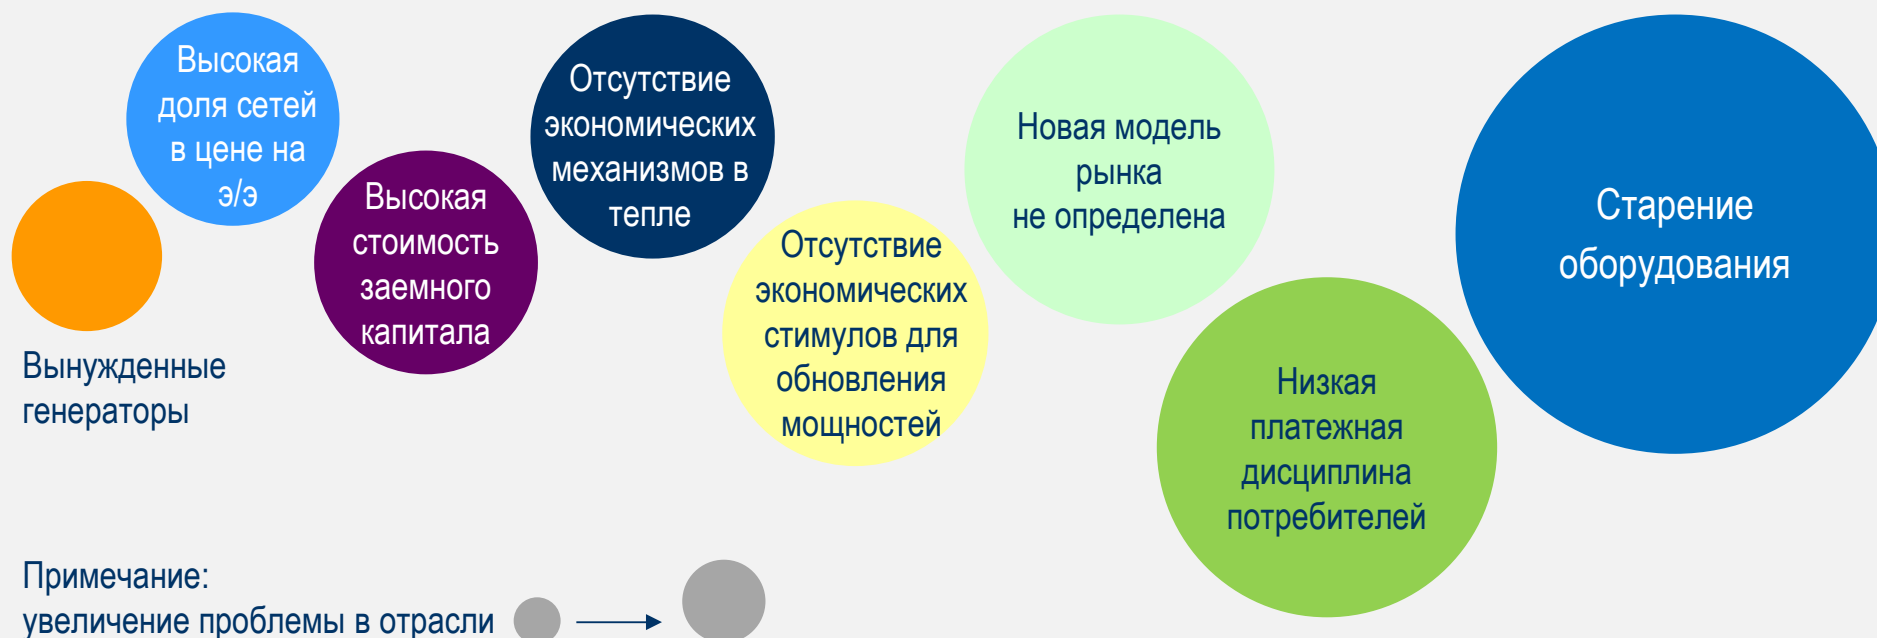 Высокая
доля сетей
в цене на
э/э
Вынужденные
генераторы
Высокая
стоимость
заемного
капитала
Отсутствие
экономических
механизмов в
тепле
Отсутствие
экономических
стимулов для
обновления
мощностей
Новая модель
рынка
не определена
Низкая
платежная
дисциплина
потребителей
Старение
оборудования
Примечание:
увеличение проблемы в отрасли